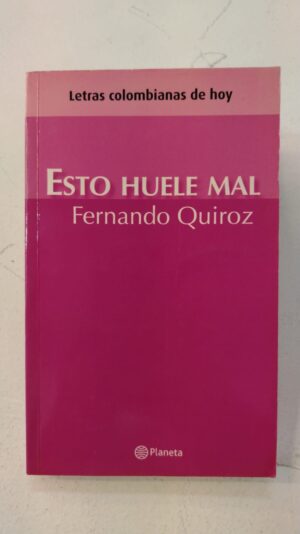 Letras colombianas de hoy
ESTO HUELE MAL
Fernando Quiroz
Planeta